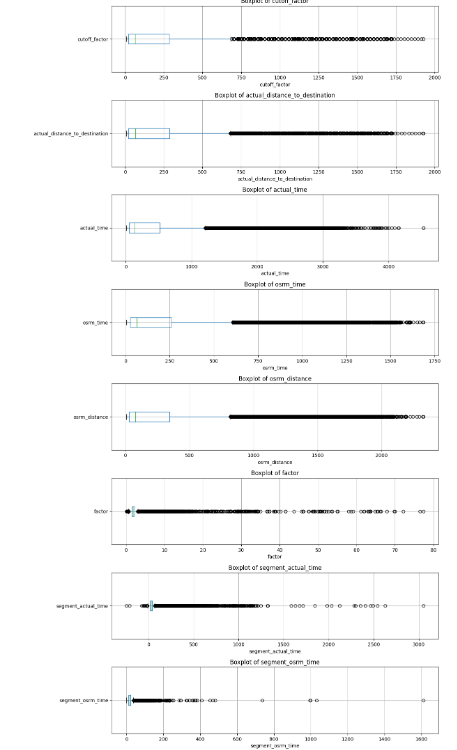 Boxplot of cutoff_factor
cutoff_factor
0 250 500 750 1000 1250 1500 1750 2000
cutoff_factor
Boxplot of actual_distance_to_destination
actual_distance_to_destination
0 250 500 750 1000 1250 1500 1750 2000
actual_distance_to_destination
Boxplot of actual_time
actual_time
0 1000 2000 3000 4000
actual_time
Boxplot of osrm_time
osrm_time
0 250 500 750 1000 1250 1500 1750
osrm_time
Boxplot of osrm_distance
osrm_distance
0 500 1000 1500 2000
osrm_distance
Boxplot of factor
factor
0 10 20 30 40 50 60 70 80
factor
Boxplot of segment_actual_time
segment_actual_time
0 500 1000 1500 2000 2500 3000
segment_actual_time
Boxplot of segment_osrm_time
segment_osrm_time
0 200 400 600 800 1000 1200 1400 1600
segment_osrm_time